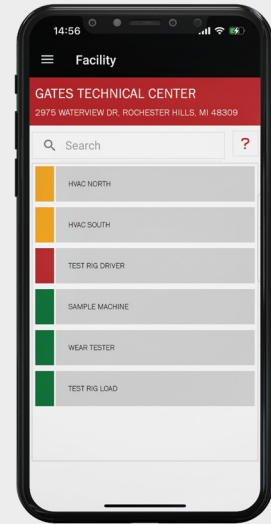 14:56
Facility
GATES TECHNICAL CENTER
2975 WATERVIEW DR, ROCHESTER HILLS, MI 48309
Search
?
HVAC NORTH
HVAC SOUTH
TEST RIG DRIVER
SAMPLE MACHINE
WEAR TESTER
TEST RIG LOAD